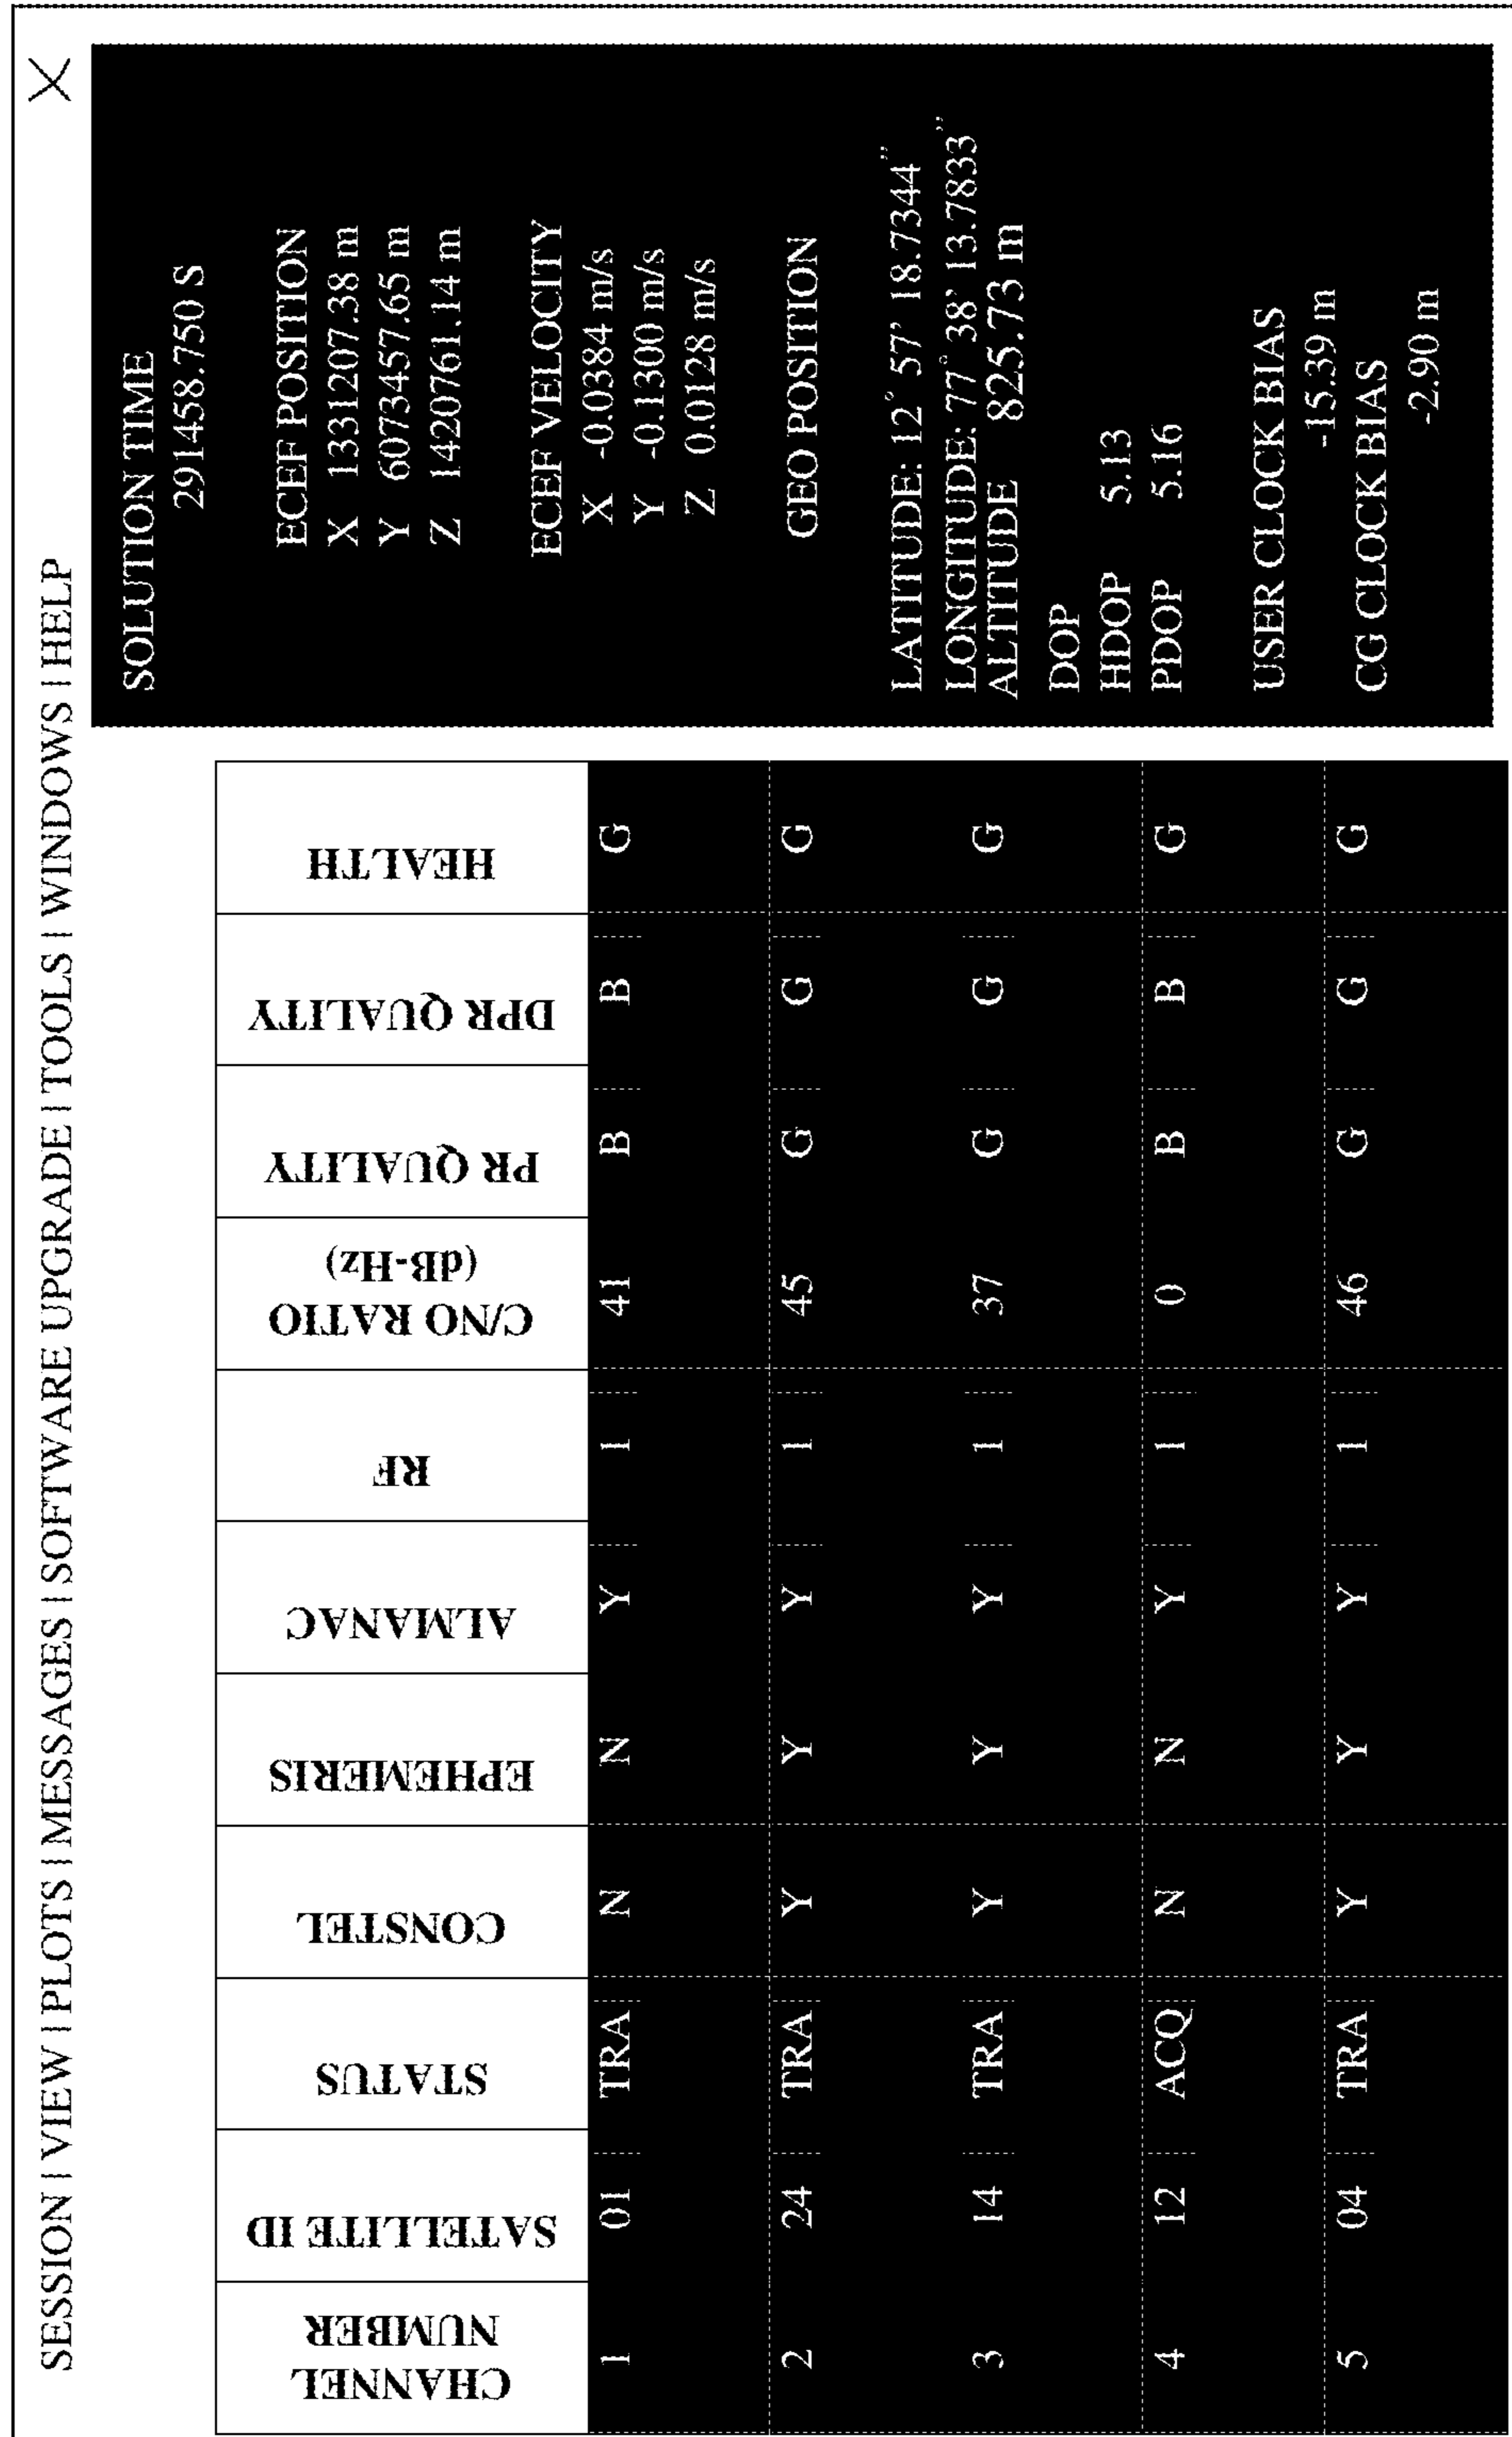 SESSION | VIEW | PLOTS | MESSAGES | SOFTWARE UPGRADE | TOOLS | WINDOWS | HELP
X
CHANNEL NUMBER SATELLITE ID STATUS CONSTEL EPHEMERIS ALMANAC RF C/NO RATIO (dB-Hz) PR QUALITY DPR QUALITY HEALTH
1 01 TRA N N Y 1 41 B B G
2 24 TRA Y Y Y 1 45 G G G
3 14 TRA Y Y Y 1 37 G G G
4 12 ACQ N N Y 1 0 B B G
5 04 TRA Y Y Y 1 46 G G G
SOLUTION TIME
291458.750 S
ECEF POSITION
X 1331207.38 m
Y 6073457.65 m
Z 1420761.14 m
ECEF VELOCITY
X -0.0384 m/s
Y -0.1300 m/s
Z 0.0128 m/s
GEO POSITION
LATITUDE: 12° 57' 18.7344"
LONGITUDE: 77° 38' 13.7833"
ALTITUDE 825.73 m
DOP
HDOP 5.13
PDOP 5.16
USER CLOCK BIAS
-15.39 m
CG CLOCK BIAS
-2.90 m